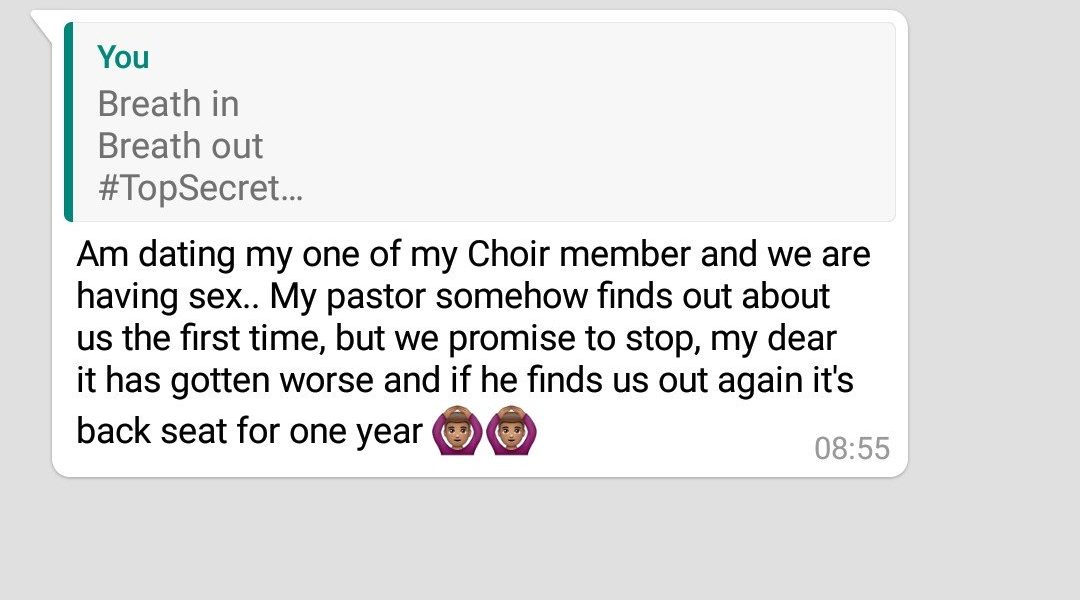 You
Breath in
Breath out
#TopSecret...
Am dating my one of my Choir member and we are
having sex.. My pastor somehow finds out about
us the first time, but we promise to stop, my dear
it has gotten worse and if he finds us out again it's
back seat for one year 🙆🏽‍♂️🙆🏽‍♂️
08:55